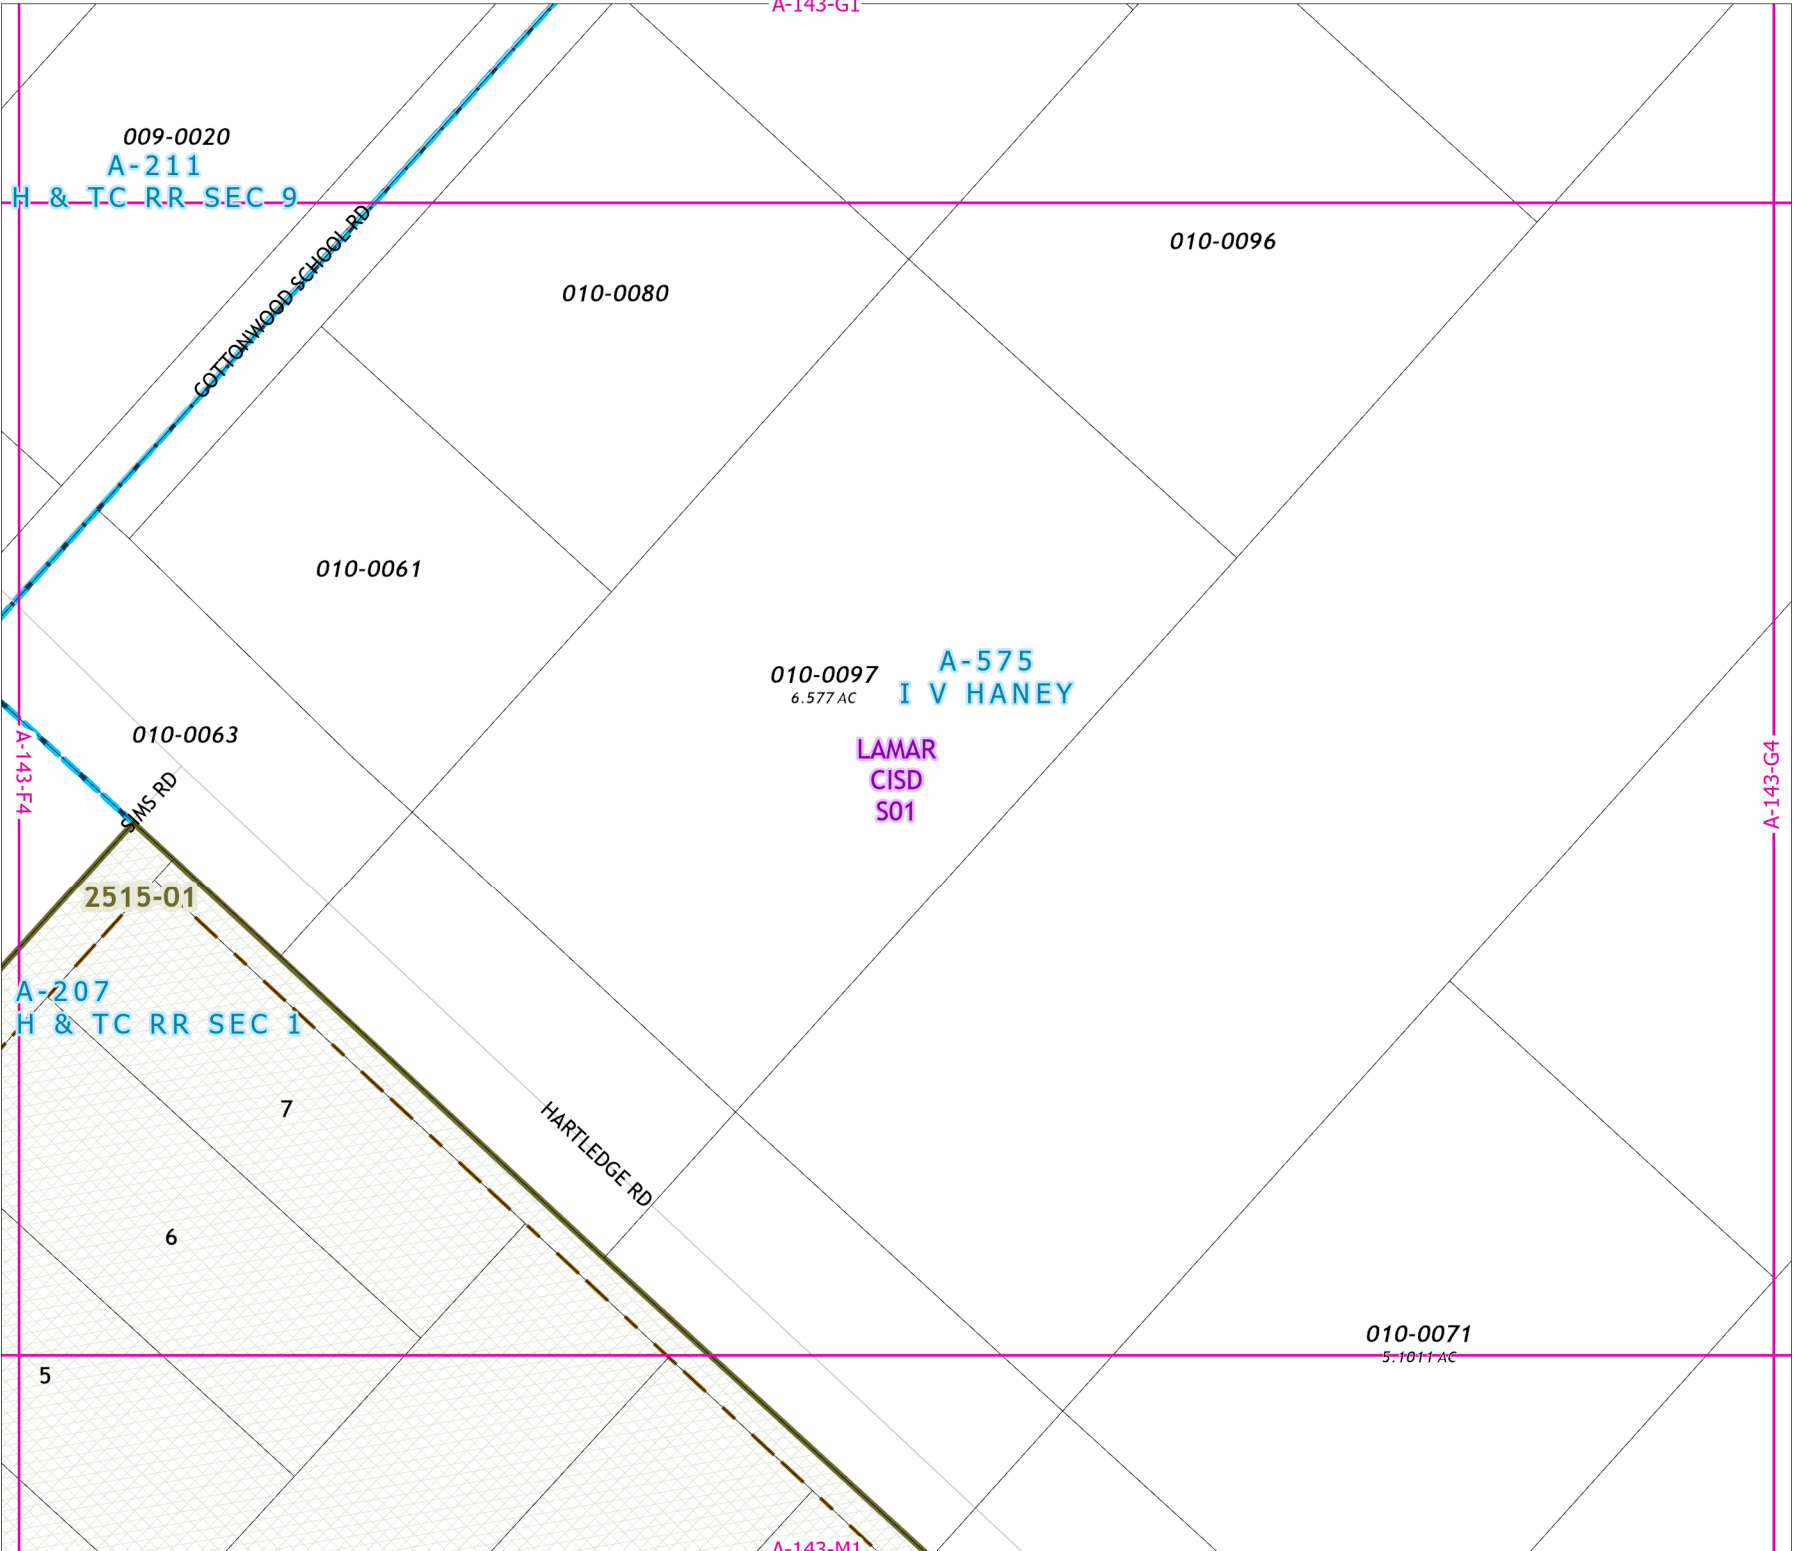 A-143-G1
009-0020
A-211
H & TC RR SEC 9
COTTONWOOD SCHOOL RD
010-0096
010-0080
010-0061
010-0097
6.577 AC
A-575
I V HANEY
LAMAR
CISD
S01
010-0063
A-143-F4
A-143-G4
SIMS RD
2515-01
A-207
H & TC RR SEC 1
7
HARTLEDGE RD
6
010-0071
5.1011 AC
5
A-143-M1